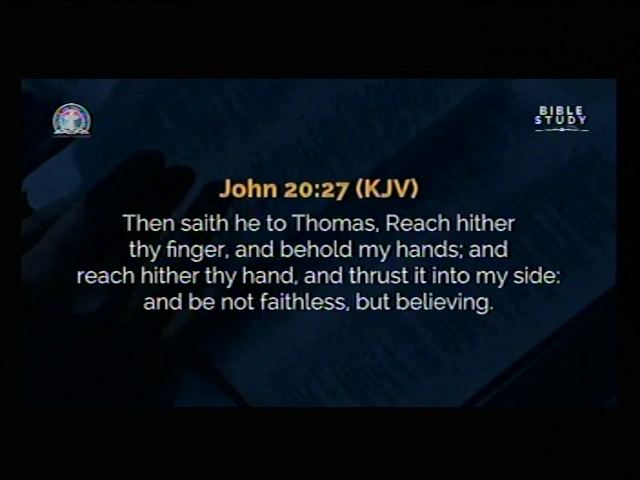 BIBLE
STUDY
John 20:27 (KJV)
Then saith he to Thomas, Reach hither
thy finger, and behold my hands; and
reach hither thy hand, and thrust it into my side:
and be not faithless, but believing.